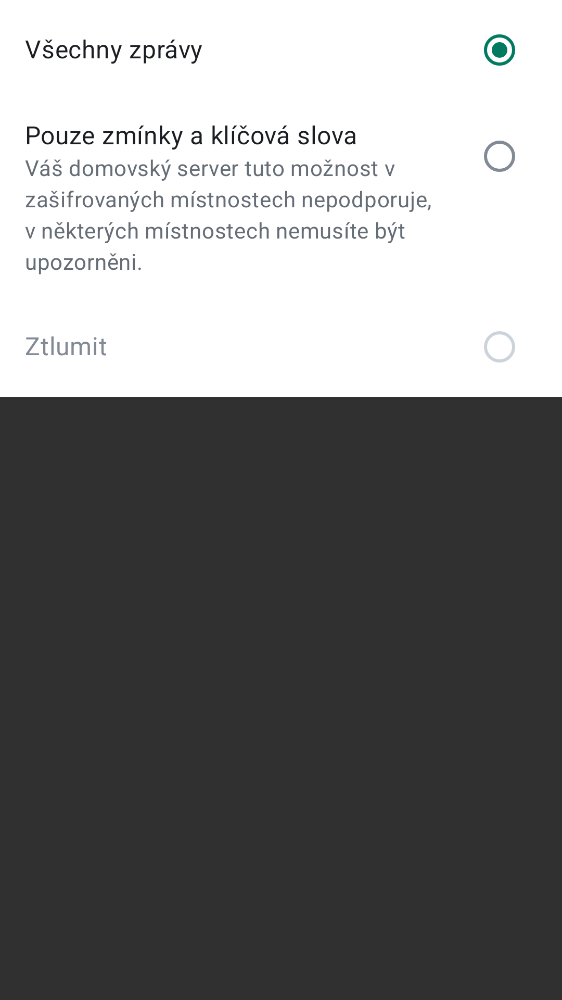 Všechny zprávy
Pouze zmínky a klíčová slova
Váš domovský server tuto možnost v
zašifrovaných místnostech nepodporuje,
v některých místnostech nemusíte být
upozorněni.
Ztlumit